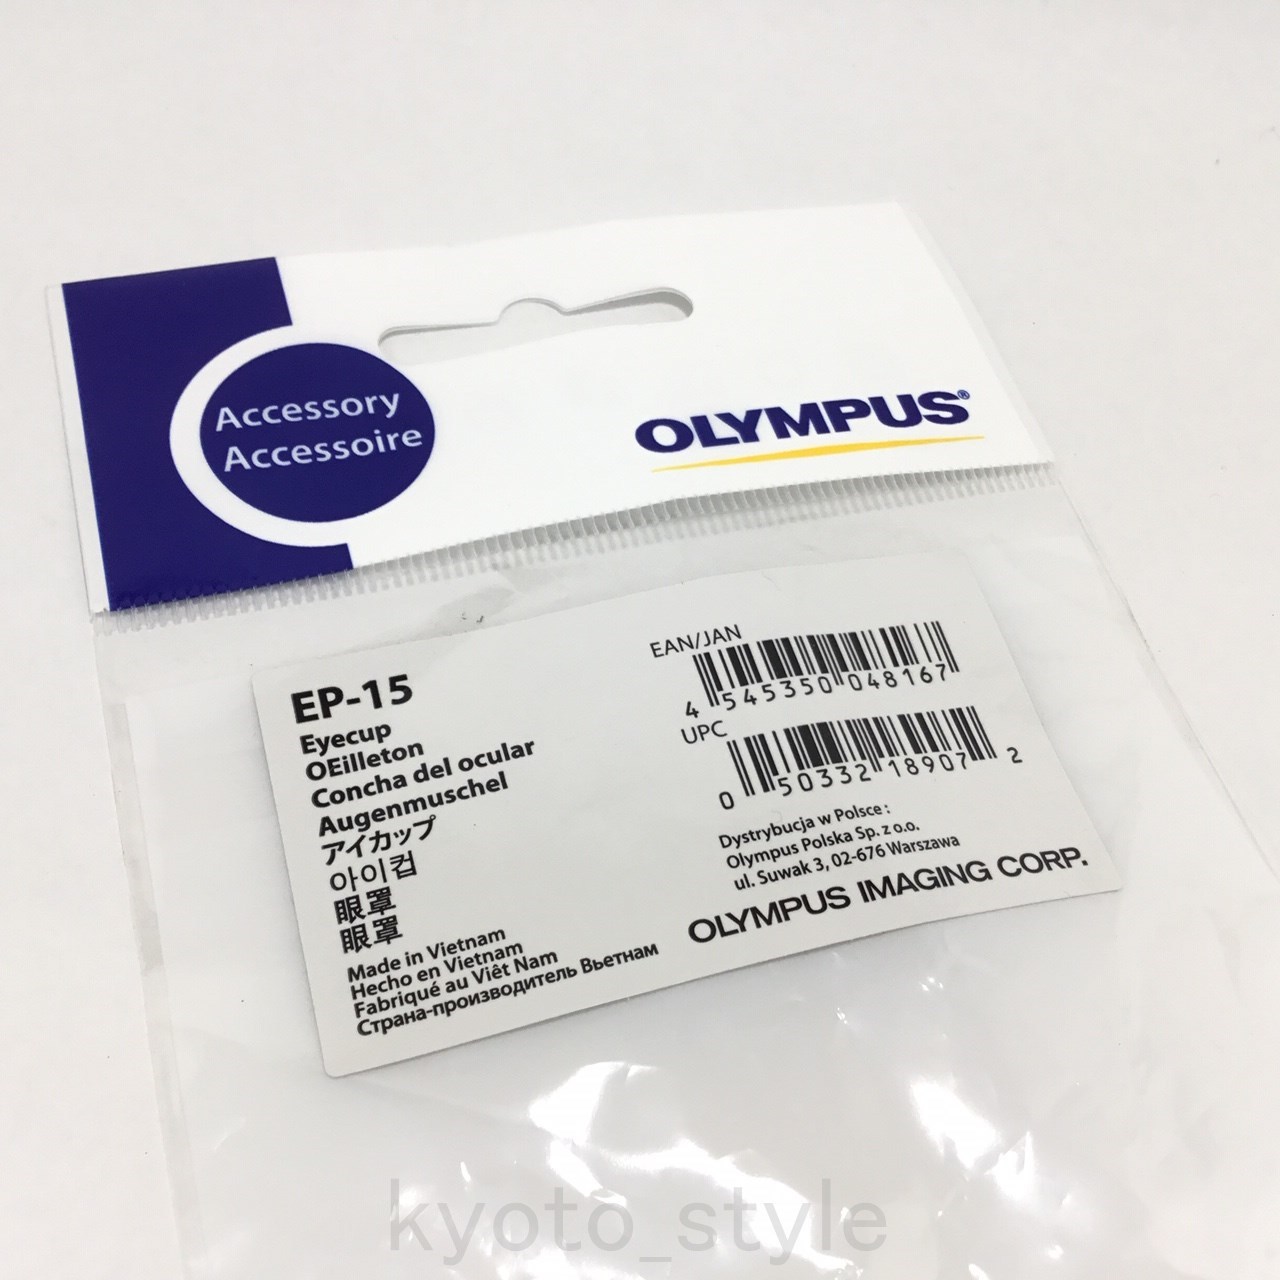 Accessory
Accessoire
OLYMPUS®
EP-15
Eyecup
OEilleton
Concha del ocular
Augenmuschel
アイカップ
아이컵
眼罩
眼罩
Made in Vietnam
Hecho en Vietnam
Fabriqué au Viêt Nam
Страна-производитель Вьетнам
EAN/JAN
4 545350 048167
UPC
0 50332 18907 2
Dystrybucja w Polsce :
Olympus Polska Sp. z o.o.
ul. Suwak 3, 02-676 Warszawa
OLYMPUS IMAGING CORP.
kyoto_style